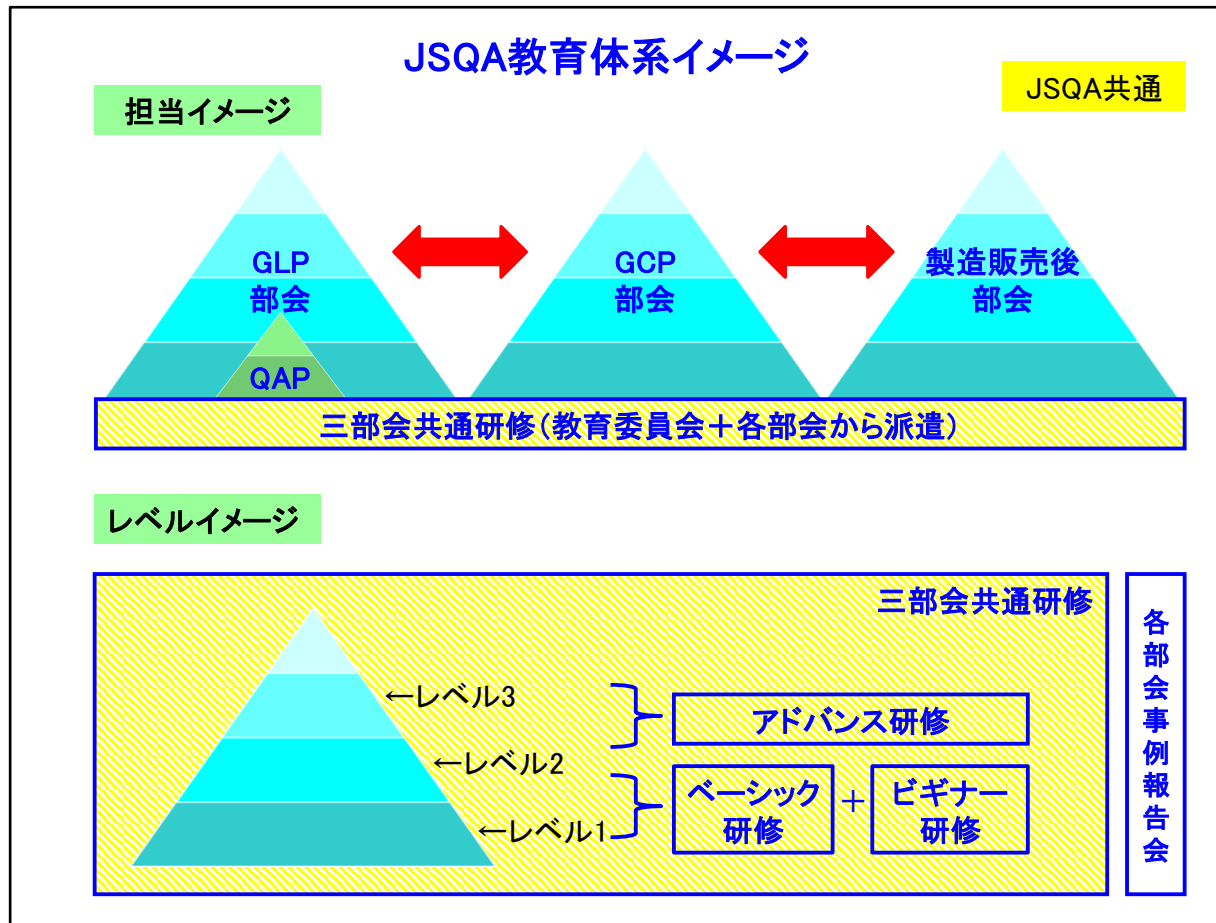 JSQA教育体系イメージ
JSQA共通
担当イメージ
GLP
部会
QAP
GCP
部会
製造販売後
部会
三部会共通研修(教育委員会＋各部会から派遣)
レベルイメージ
三部会共通研修
←レベル3
←レベル2
←レベル1
アドバンス研修
ベーシック
研修
＋
ビギナー
研修
各部会事例報告会